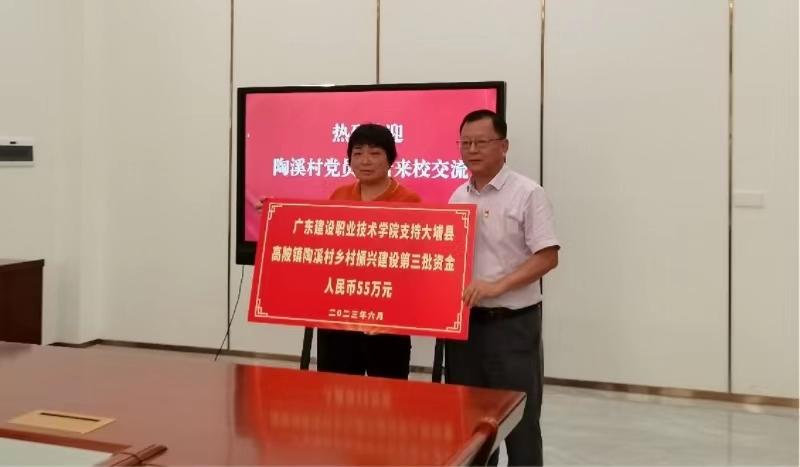 热 迎
陶溪村党员 来校交流
广东建设职业技术学院支持大埔县
高陂镇陶溪村乡村振兴建设第三批资金
人民币55万元
二〇二三年六月